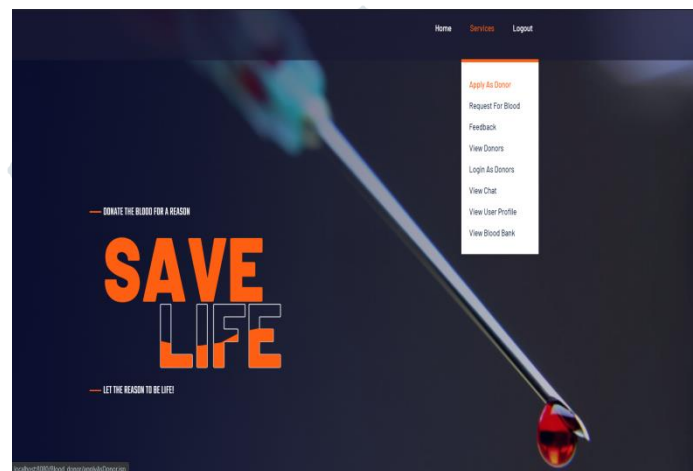 Home Services Logout
Apply As Donor
Request For Blood
Feedback
View Donors
Login As Donors
View Chat
View User Profile
View Blood Bank
DONATE THE BLOOD FOR A REASON
SAVE
LIFE
LET THE REASON TO BE LIFE!